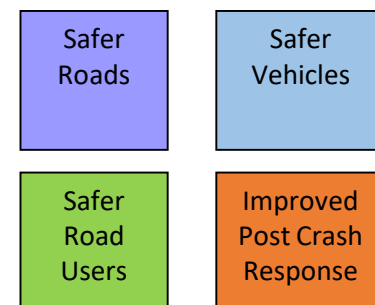 Safer
Roads
Safer
Vehicles
Safer
Road
Users
Improved
Post Crash
Response